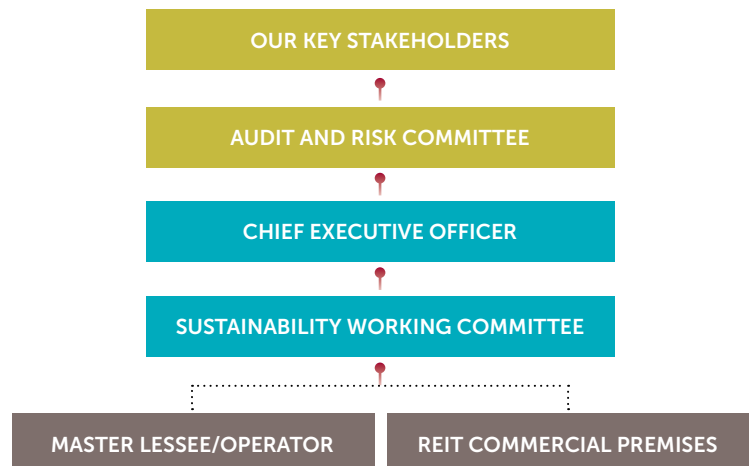 OUR KEY STAKEHOLDERS
AUDIT AND RISK COMMITTEE
CHIEF EXECUTIVE OFFICER
SUSTAINABILITY WORKING COMMITTEE
MASTER LESSEE/OPERATOR
REIT COMMERCIAL PREMISES